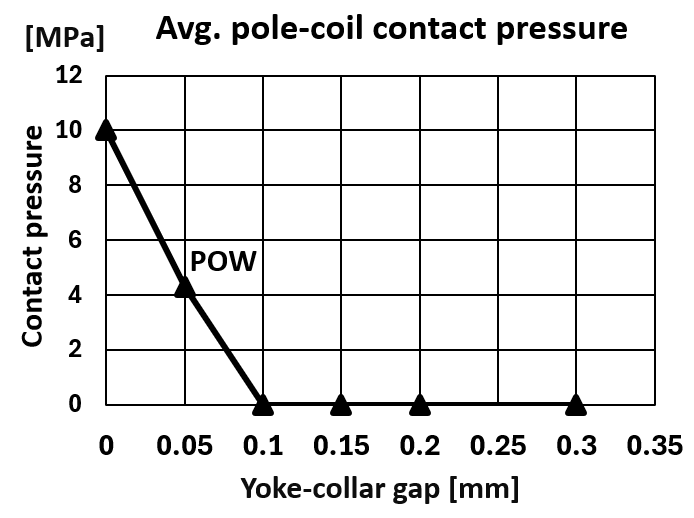 [MPa] Avg. pole-coil contact pressure
12
10
8
6
4
2
0
Contact pressure
POW
0 0.05 0.1 0.15 0.2 0.25 0.3 0.35
Yoke-collar gap [mm]